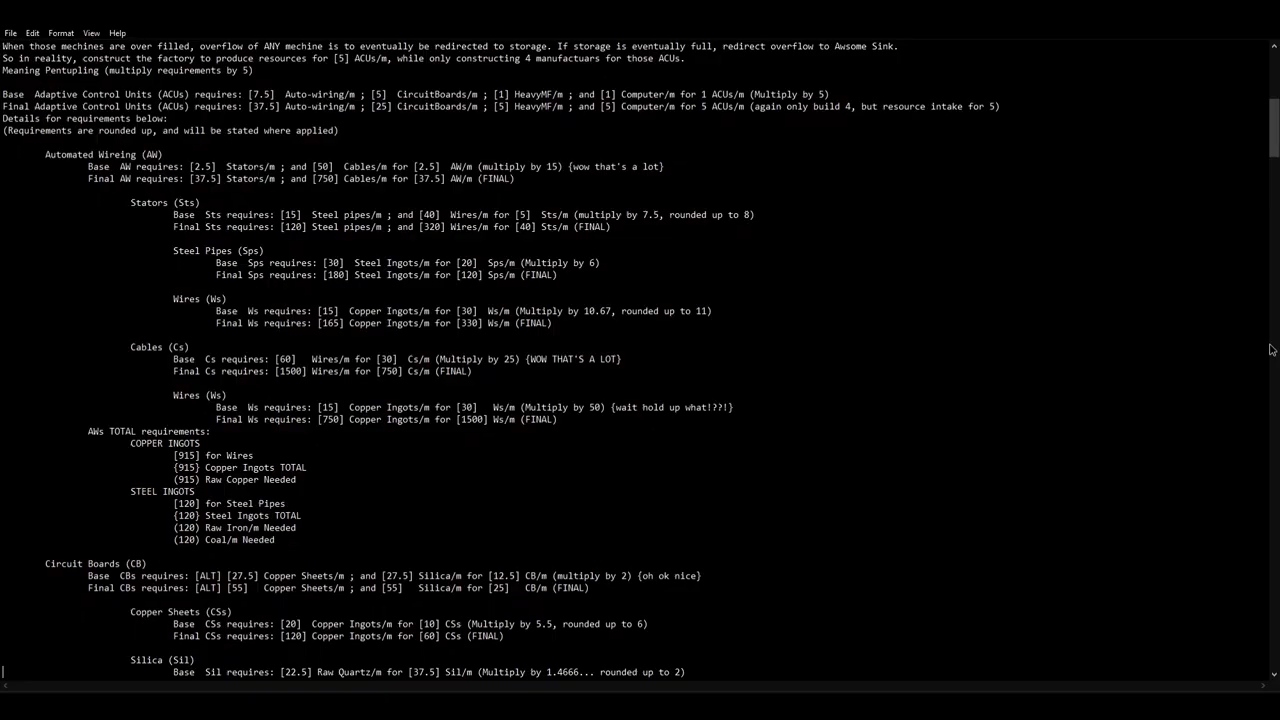 File Edit Format View Help
When those machines are over filled, overflow of ANY machine is to eventually be redirected to storage. If storage is eventually full, redirect overflow to Awsome Sink.
So in reality, construct the factory to produce resources for [5] ACUs/m, while only constructing 4 manufactuars for those ACUs.
Meaning Pentupling (multiply requirements by 5)
Base Adaptive Control Units (ACUs) requires: [7.5] Auto-wiring/m ; [5] CircuitBoards/m ; [1] HeavyMF/m ; and [1] Computer/m for 1 ACU/m (Multiply by 5)
Final Adaptive Control Units (ACUs) requires: [37.5] Auto-wiring/m ; [25] CircuitBoards/m ; [5] HeavyMF/m ; and [5] Computer/m for 5 ACUs/m (again only build 4, but resource intake for 5)
Details for requirements below:
(Requirements are rounded up, and will be stated where applied)
Automated Wireing (AW)
Base AW requires: [2.5] Stators/m ; and [50] Cables/m for [2.5] AW/m (multiply by 15) {wow that's a lot}
Final AW requires: [37.5] Stators/m ; and [750] Cables/m for [37.5] AW/m (FINAL)
Stators (Sts)
Base Sts requires: [15] Steel pipes/m ; and [40] Wires/m for [5] Sts/m (multiply by 7.5, rounded up to 8)
Final Sts requires: [120] Steel pipes/m ; and [320] Wires/m for [40] Sts/m (FINAL)
Steel Pipes (Sps)
Base Sps requires: [30] Steel Ingots/m for [20] Sps/m (Multiply by 6)
Final Sps requires: [180] Steel Ingots/m for [120] Sps/m (FINAL)
Wires (Ws)
Base Ws requires: [15] Copper Ingots/m for [30] Ws/m (Multiply by 10.67, rounded up to 11)
Final Ws requires: [165] Copper Ingots/m for [330] Ws/m (FINAL)
Cables (Cs)
Base Cs requires: [60] Wires/m for [30] Cs/m (Multiply by 25) {WOW THAT'S A LOT}
Final Cs requires: [1500] Wires/m for [750] Cs/m (FINAL)
Wires (Ws)
Base Ws requires: [15] Copper Ingots/m for [30] Ws/m (Multiply by 50) {wait hold up what!??!}
Final Ws requires: [750] Copper Ingots/m for [1500] Ws/m (FINAL)
AWs TOTAL requirements:
COPPER INGOTS
[915] for Wires
{915} Copper Ingots TOTAL
(915) Raw Copper Needed
STEEL INGOTS
[120] for Steel Pipes
{120} Steel Ingots TOTAL
(120) Raw Iron/m Needed
(120) Coal/m Needed
Circuit Boards (CB)
Base CBs requires: [ALT] [27.5] Copper Sheets/m ; and [27.5] Silica/m for [12.5] CB/m (multiply by 2) {oh ok nice}
Final CBs requires: [ALT] [55] Copper Sheets/m ; and [55] Silica/m for [25] CB/m (FINAL)
Copper Sheets (CSs)
Base CSs requires: [20] Copper Ingots/m for [10] CSs (Multiply by 5.5, rounded up to 6)
Final CSs requires: [120] Copper Ingots/m for [60] CSs (FINAL)
Silica (Sil)
Base Sil requires: [22.5] Raw Quartz/m for [37.5] Sil/m (Multiply by 1.4666... rounded up to 2)